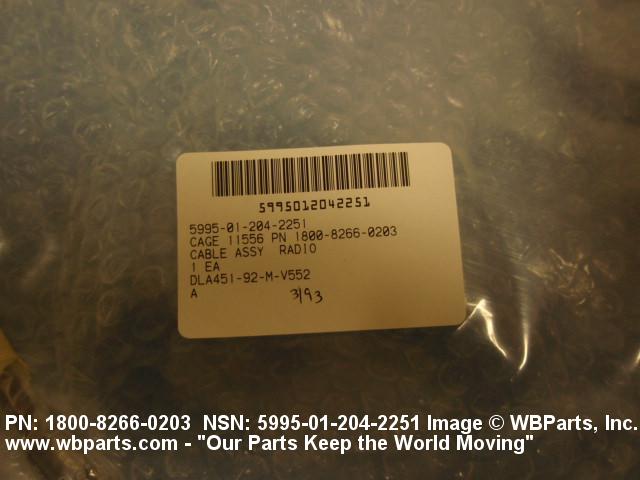 5995012042251
5995-01-204-2251
CAGE 11556 PN 1800-8266-0203
CABLE ASSY RADIO
1 EA
DLA451-92-M-V552
A 3/93
PN: 1800-8266-0203 NSN: 5995-01-204-2251 Image © WBParts, Inc.
www.wbparts.com - "Our Parts Keep the World Moving"